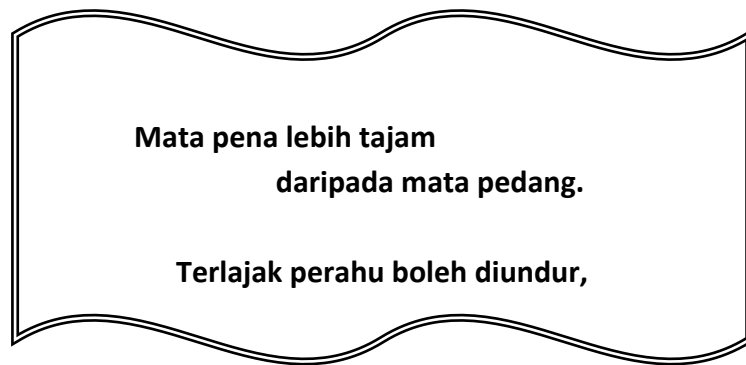 Mata pena lebih tajam
daripada mata pedang.
Terlajak perahu boleh diundur,